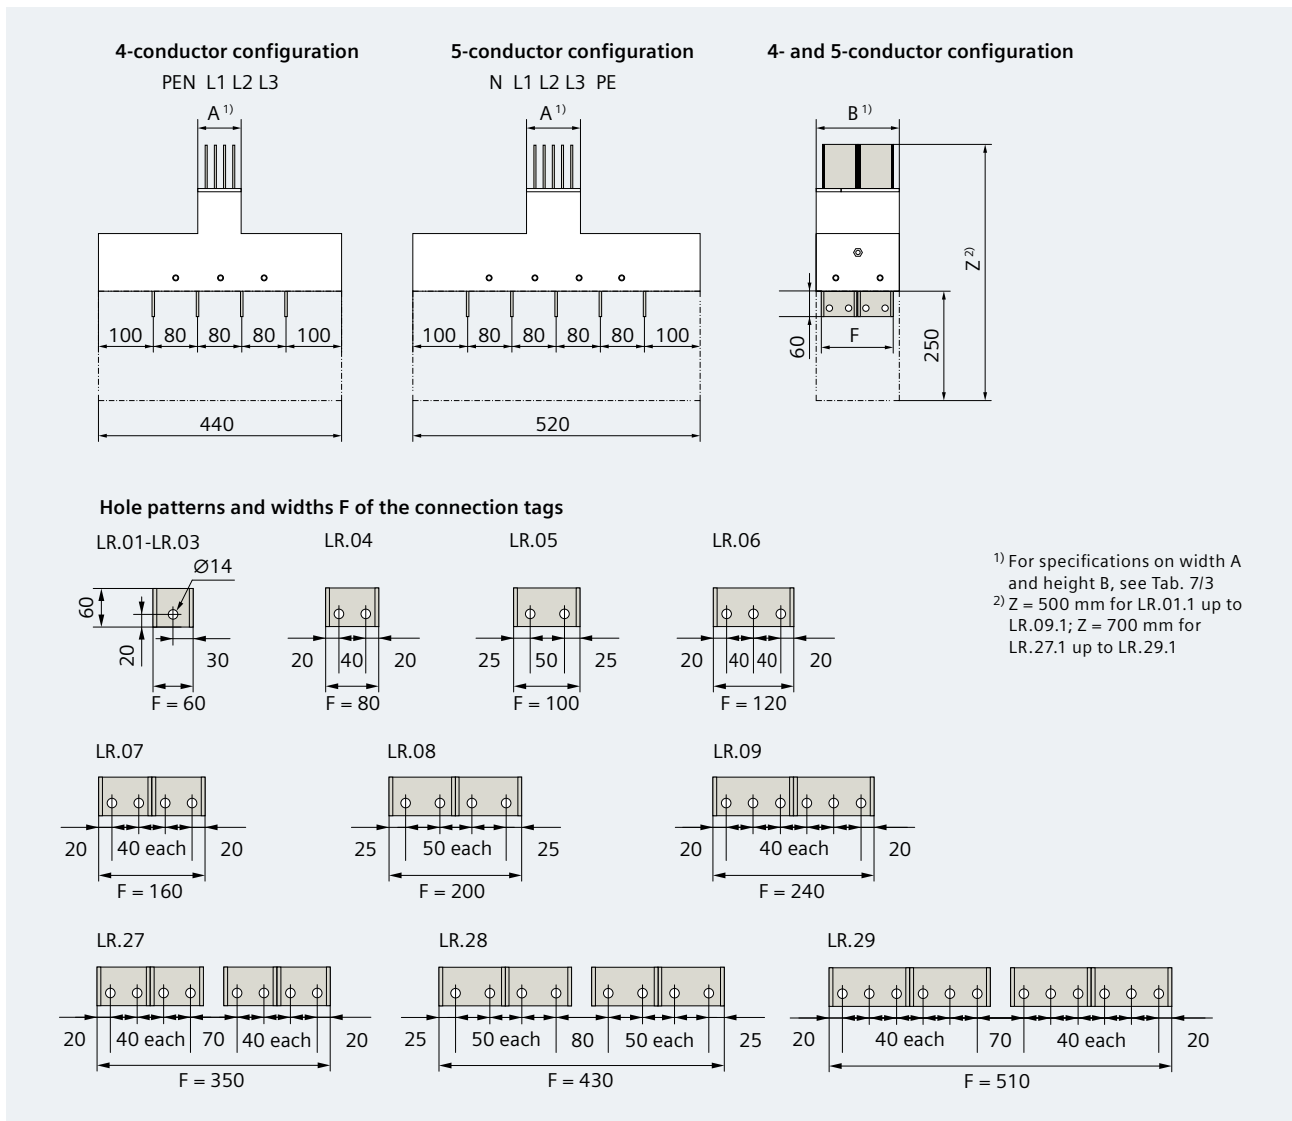 4-conductor configuration
5-conductor configuration
4- and 5-conductor configuration
PEN L1 L2 L3
N L1 L2 L3 PE
A 1)
A 1)
B 1)
Z 2)
100 80 80 80 100
100 80 80 80 80 100
60
F
250
440
520
Hole patterns and widths F of the connection tags
LR.01-LR.03
LR.04
LR.05
LR.06
Ø14
60
20
30
20 40 20
25 50 25
20 40 40 20
F = 60
F = 80
F = 100
F = 120
1) For specifications on width A
and height B, see Tab. 7/3
2) Z = 500 mm for LR.01.1 up to
LR.09.1; Z = 700 mm for
LR.27.1 up to LR.29.1
LR.07
LR.08
LR.09
20 40 each 20
25 50 each 25
20 40 each 20
F = 160
F = 200
F = 240
LR.27
LR.28
LR.29
20 40 each 70 40 each 20
25 50 each 80 50 each 25
20 40 each 70 40 each 20
F = 350
F = 430
F = 510